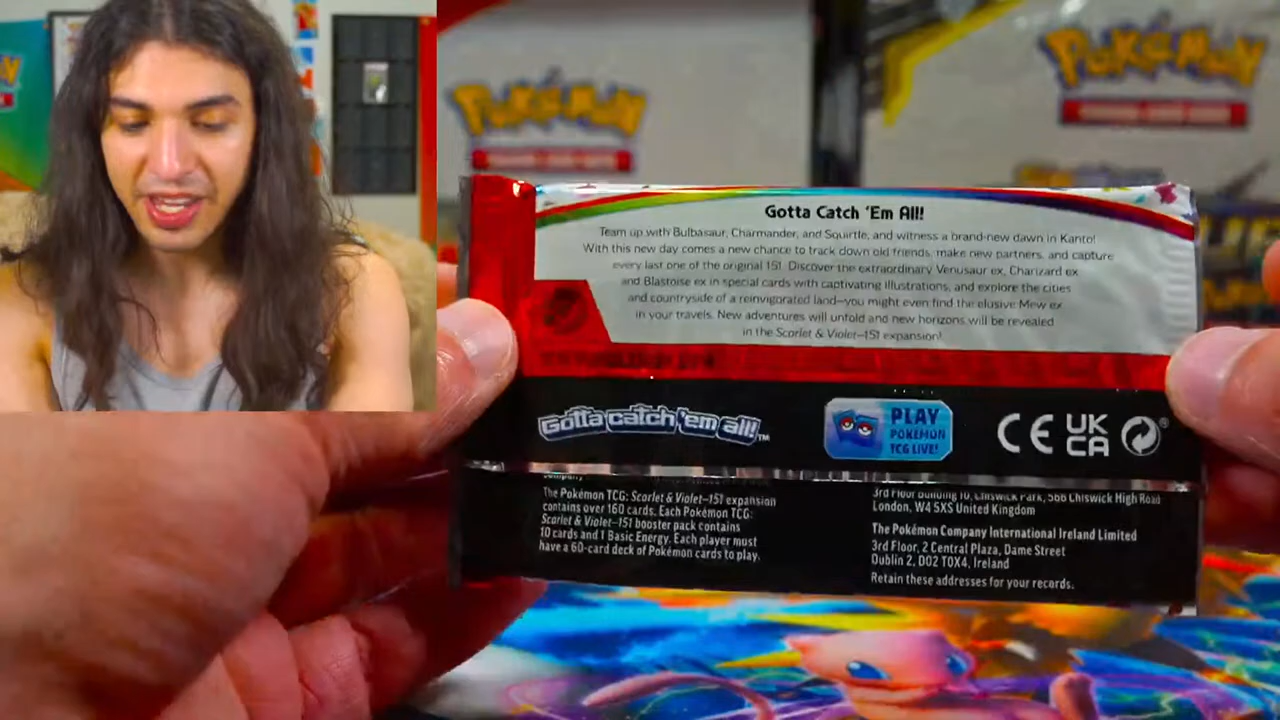 POKÉMON
POKÉMON
Gotta Catch 'Em All!
Team up with Bulbasaur, Charmander, and Squirtle, and witness a brand-new dawn in Kanto!
With this new day comes a new chance to track down old friends, make new partners, and capture
every last one of the original 151. Discover the extraordinary Venusaur ex, Charizard ex
and Blastoise ex in special cards with captivating illustrations, and explore the cities
and countryside of a reinvigorated land—you might even find the elusive Mew ex
in your travels. New adventures will unfold and new horizons will be revealed
in the Scarlet & Violet—151 expansion!
Gotta catch 'em all!™
PLAY
POKÉMON
TCG LIVE!
CE
UK
CA
®
company
The Pokémon TCG: Scarlet & Violet—151 expansion
contains over 160 cards. Each Pokémon TCG:
Scarlet & Violet—151 booster pack contains
10 cards and 1 Basic Energy. Each player must
have a 60-card deck of Pokémon cards to play.
3rd Floor Building 10, Chiswick Park, 566 Chiswick High Road
London, W4 5XS United Kingdom
The Pokémon Company International Ireland Limited
3rd Floor, 2 Central Plaza, Dame Street
Dublin 2, D02 T0X4, Ireland
Retain these addresses for your records.